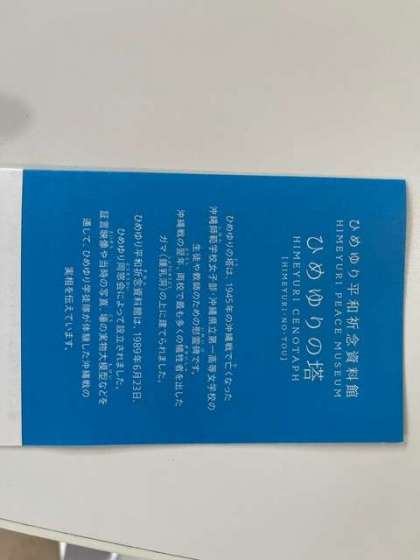 ひめゆり平和祈念資料館
HIMEYURI PEACE MUSEUM
ひめゆりの塔
HIMEYURI CENOTAPH
[HIMEYURI-NO-TOU]
ひめゆりの塔は、1945年の沖縄戦で亡くなった
沖縄師範学校女子部・沖縄県立第一高等女学校の
生徒や教師のための慰霊碑です。
沖縄戦の翌年、両校で最も多くの犠牲者を出した
ガマ(鍾乳洞)の上に建てられました。
ひめゆり平和祈念資料館は、1989年6月23日、
ひめゆり同窓会によって設立されました。
証言映像や当時の写真、壕の実物大模型などを
通して、ひめゆり学徒隊が体験した沖縄戦の
実相を伝えています。